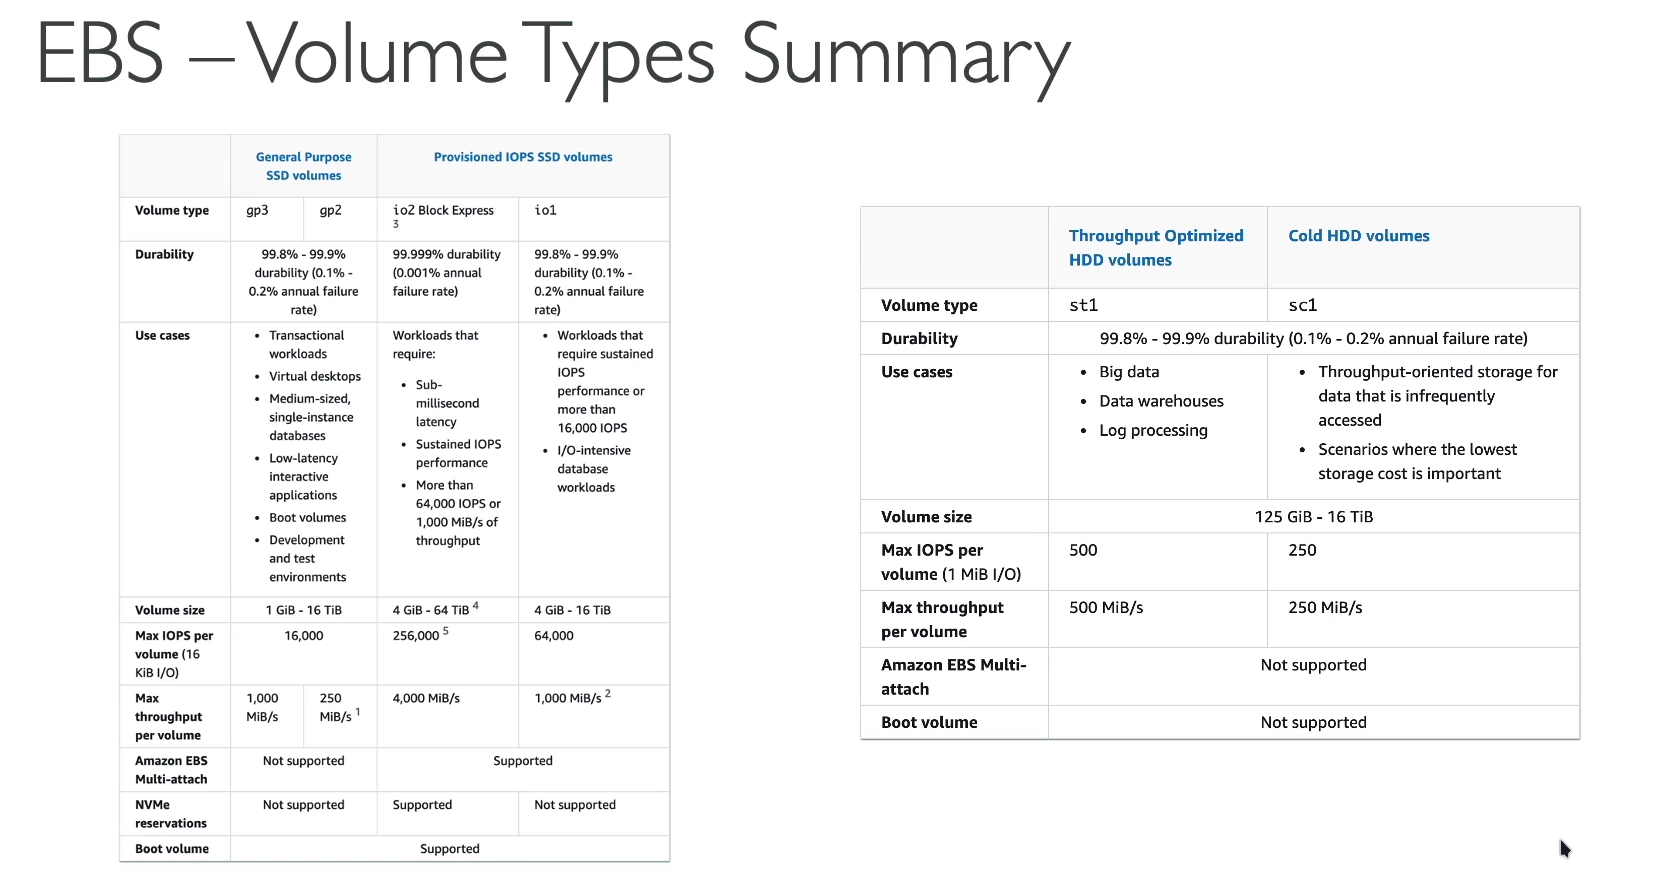 EBS – Volume Types Summary
General Purpose
SSD volumes
Provisioned IOPS SSD volumes
Volume type
gp3
gp2
io2 Block Express
3
io1
Durability
99.8% - 99.9%
durability (0.1% -
0.2% annual failure
rate)
99.999% durability
(0.001% annual
failure rate)
99.8% - 99.9%
durability (0.1% -
0.2% annual failure
rate)
Use cases
• Transactional
workloads
• Virtual desktops
• Medium-sized,
single-instance
databases
• Low-latency
interactive
applications
• Boot volumes
• Development
and test
environments
Workloads that
require:
• Sub-
millisecond
latency
• Sustained IOPS
performance
• More than
64,000 IOPS or
1,000 MiB/s of
throughput
• Workloads that
require sustained
IOPS
performance or
more than
16,000 IOPS
• I/O-intensive
database
workloads
Volume size
1 GiB - 16 TiB
4 GiB - 64 TiB 4
4 GiB - 16 TiB
Max IOPS per
volume (16
KiB I/O)
16,000
256,000 5
64,000
Max
throughput
per volume
1,000
MiB/s
250
MiB/s 1
4,000 MiB/s
1,000 MiB/s 2
Amazon EBS
Multi-attach
Not supported
Supported
NVMe
reservations
Not supported
Supported
Not supported
Boot volume
Supported
Throughput Optimized
HDD volumes
Cold HDD volumes
Volume type
st1
sc1
Durability
99.8% - 99.9% durability (0.1% - 0.2% annual failure rate)
Use cases
• Big data
• Data warehouses
• Log processing
• Throughput-oriented storage for
data that is infrequently
accessed
• Scenarios where the lowest
storage cost is important
Volume size
125 GiB - 16 TiB
Max IOPS per
volume (1 MiB I/O)
500
250
Max throughput
per volume
500 MiB/s
250 MiB/s
Amazon EBS Multi-
attach
Not supported
Boot volume
Not supported